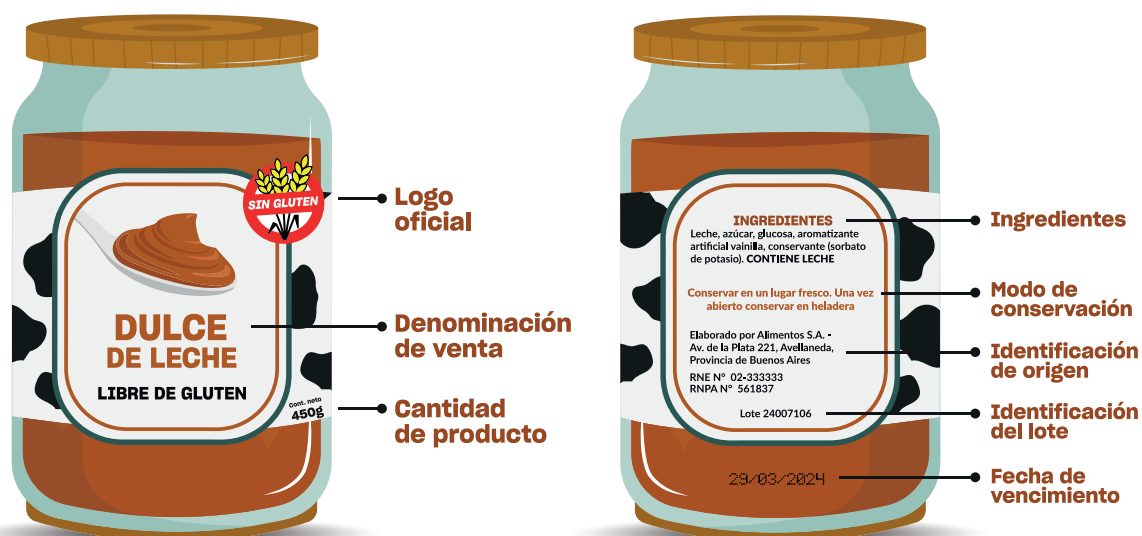 SIN GLUTEN
Logo
oficial
DULCE
DE LECHE
Denominación
de venta
LIBRE DE GLUTEN
Cont. neto
450g
Cantidad
de producto
INGREDIENTES
Leche, azúcar, glucosa, aromatizante
artificial vainilla, conservante (sorbato
de potasio). CONTIENE LECHE
Ingredientes
Conservar en un lugar fresco. Una vez
abierto conservar en heladera
Modo de
conservación
Elaborado por Alimentos S.A. -
Av. de la Plata 221, Avellaneda,
Provincia de Buenos Aires
RNE N° 02-333333
RNPA N° 561837
Identificación
de origen
Lote 24007106
Identificación
del lote
29/03/2024
Fecha de
vencimiento